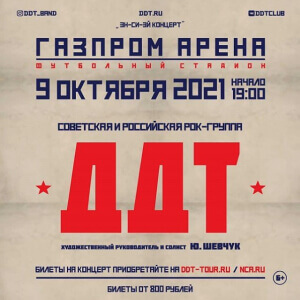 DDT_BAND DDT.RU DDTCLUB
"ЭН-СИ-ЭЙ КОНЦЕРТ"
ГАЗПРОМ АРЕНА
ФУТБОЛЬНЫЙ СТАДИОН
9 ОКТЯБРЯ 2021 НАЧАЛО 19:00
СОВЕТСКАЯ И РОССИЙСКАЯ РОК-ГРУППА
ДДТ
ХУДОЖЕСТВЕННЫЙ РУКОВОДИТЕЛЬ И СОЛИСТ Ю. ШЕВЧУК
БИЛЕТЫ НА КОНЦЕРТ ПРИОБРЕТАЙТЕ НА DDT-TOUR.RU / NCA.RU
БИЛЕТЫ ОТ 800 РУБЛЕЙ
6+